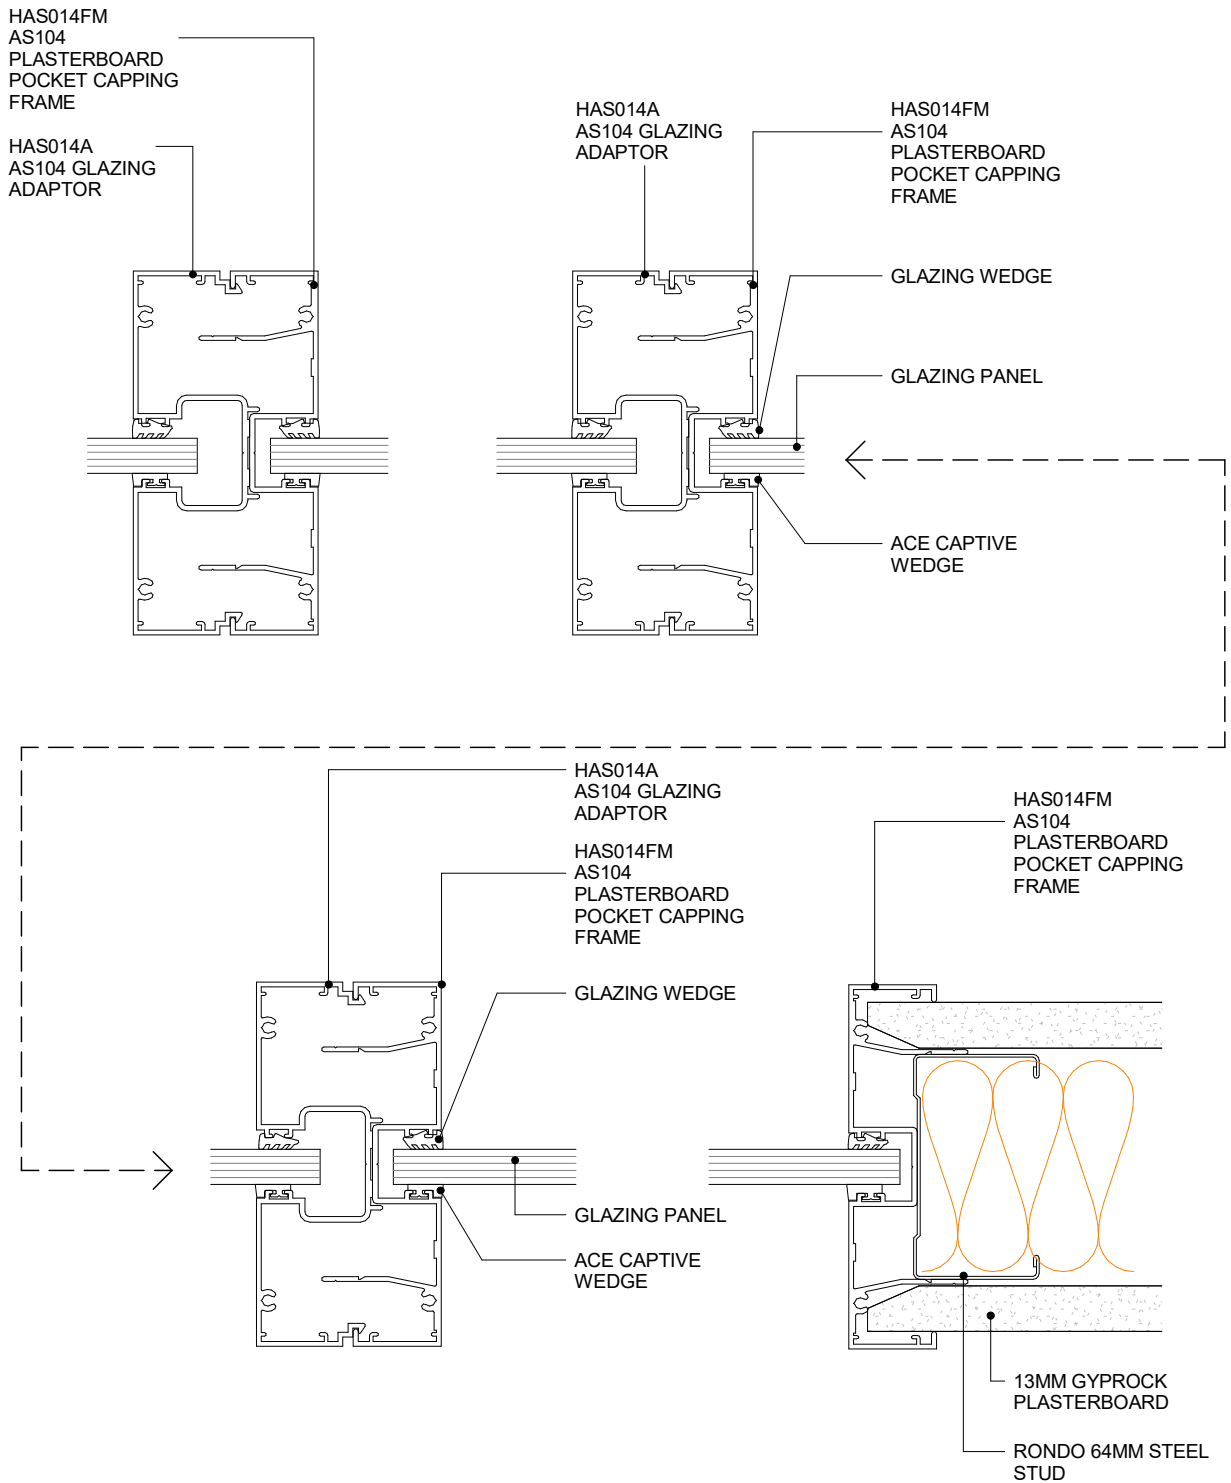 HAS014FM
AS104
PLASTERBOARD
POCKET CAPPING
FRAME
HAS014A
AS104 GLAZING
ADAPTOR
HAS014A
AS104 GLAZING
ADAPTOR
HAS014FM
AS104
PLASTERBOARD
POCKET CAPPING
FRAME
GLAZING WEDGE
GLAZING PANEL
ACE CAPTIVE
WEDGE
HAS014A
AS104 GLAZING
ADAPTOR
HAS014FM
AS104
PLASTERBOARD
POCKET CAPPING
FRAME
GLAZING WEDGE
GLAZING PANEL
ACE CAPTIVE
WEDGE
HAS014FM
AS104
PLASTERBOARD
POCKET CAPPING
FRAME
13MM GYPROCK
PLASTERBOARD
RONDO 64MM STEEL
STUD